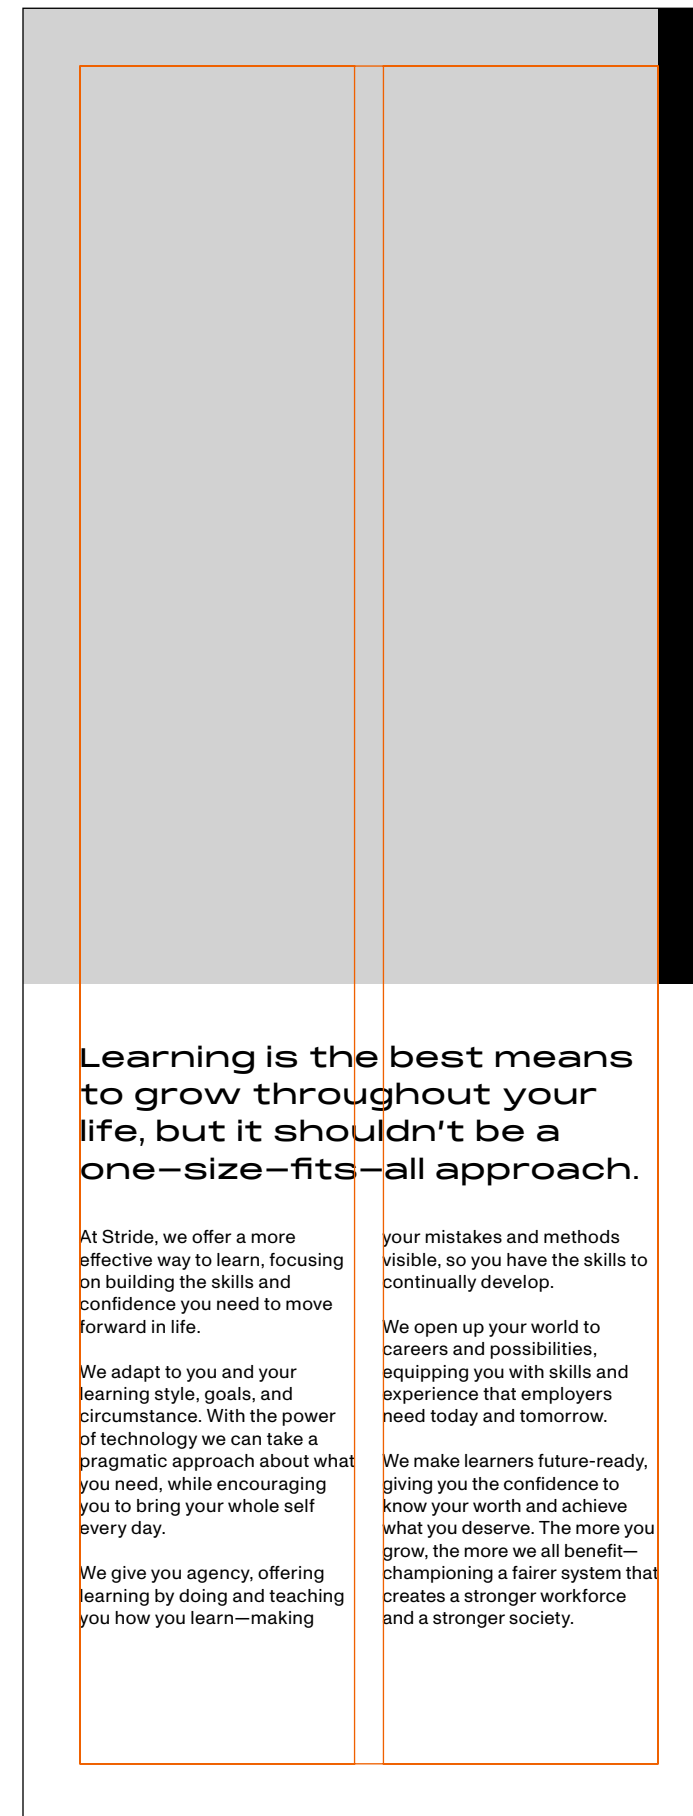 Learning is the best means
to grow throughout your
life, but it shouldn't be a
one–size–fits–all approach.
At Stride, we offer a more
effective way to learn, focusing
on building the skills and
confidence you need to move
forward in life.
We adapt to you and your
learning style, goals, and
circumstance. With the power
of technology we can take a
pragmatic approach about what
you need, while encouraging
you to bring your whole self
every day.
We give you agency, offering
learning by doing and teaching
you how you learn—making
your mistakes and methods
visible, so you have the skills to
continually develop.
We open up your world to
careers and possibilities,
equipping you with skills and
experience that employers
need today and tomorrow.
We make learners future-ready,
giving you the confidence to
know your worth and achieve
what you deserve. The more you
grow, the more we all benefit—
championing a fairer system that
creates a stronger workforce
and a stronger society.